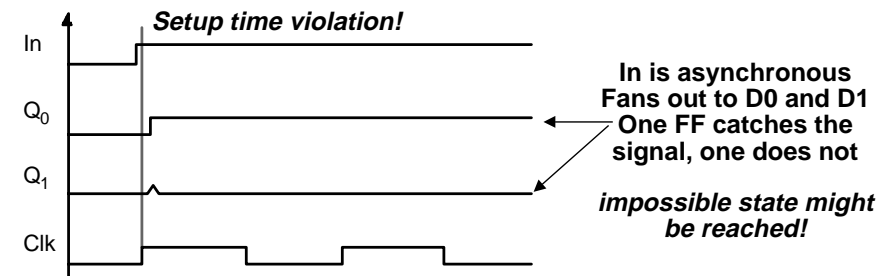 Setup time violation!
In
Q0
Q1
Clk
In is asynchronous
Fans out to D0 and D1
One FF catches the
signal, one does not
impossible state might
be reached!